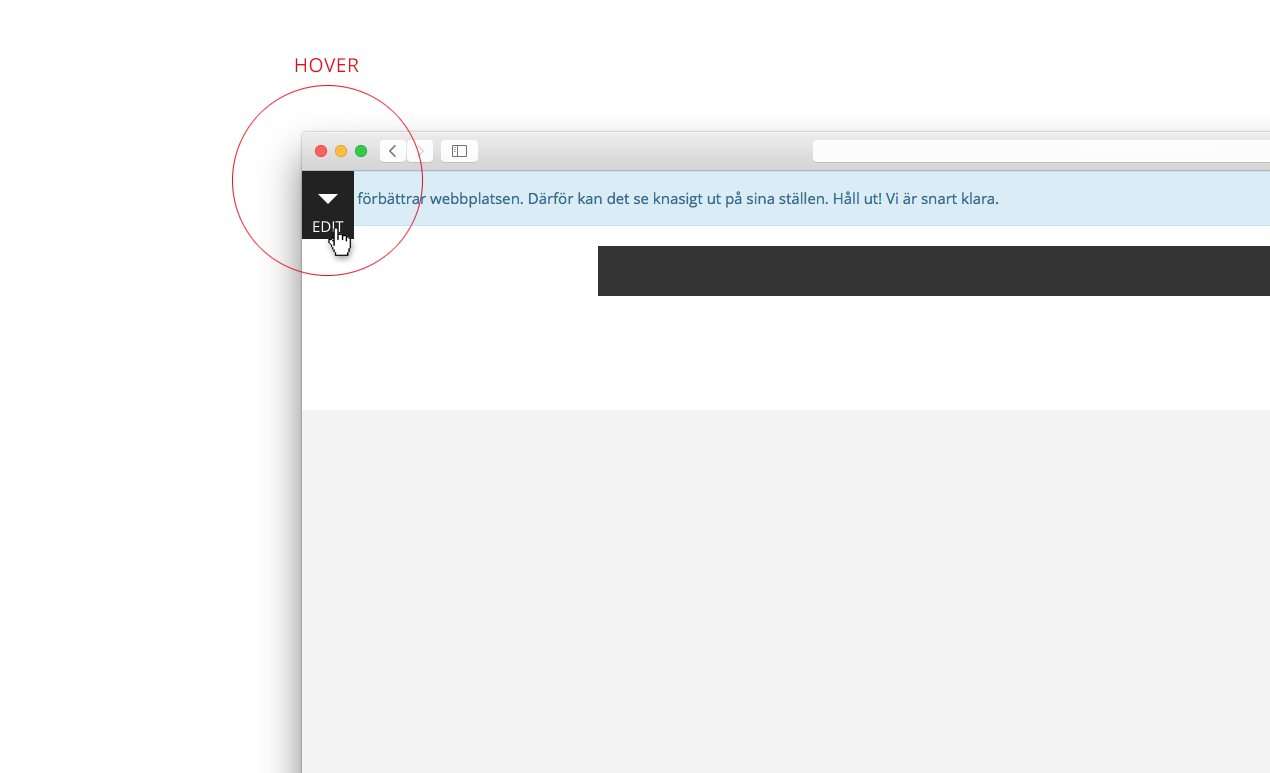 HOVER
förbättrar webbplatsen. Därför kan det se knasigt ut på sina ställen. Håll ut! Vi är snart klara.
EDIT